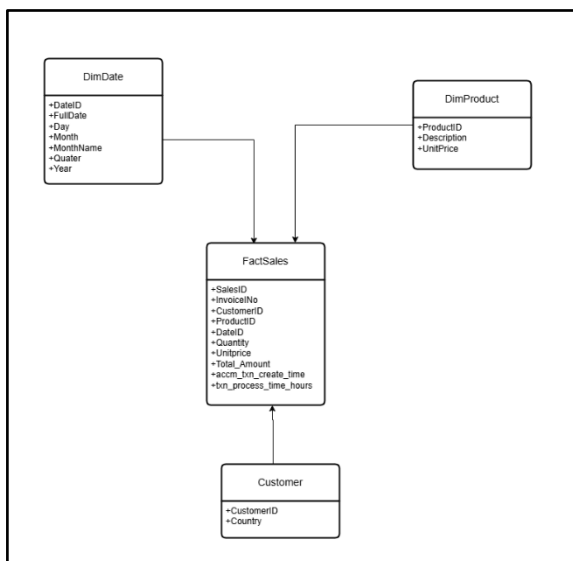 DimDate
+DateID
+FullDate
+Day
+Month
+MonthName
+Quater
+Year
DimProduct
+ProductID
+Description
+UnitPrice
FactSales
+SalesID
+InvoiceINo
+CustomerID
+ProductID
+DateID
+Quantity
+Unitprice
+Total_Amount
+accm_txn_create_time
+txn_process_time_hours
Customer
+CustomerID
+Country